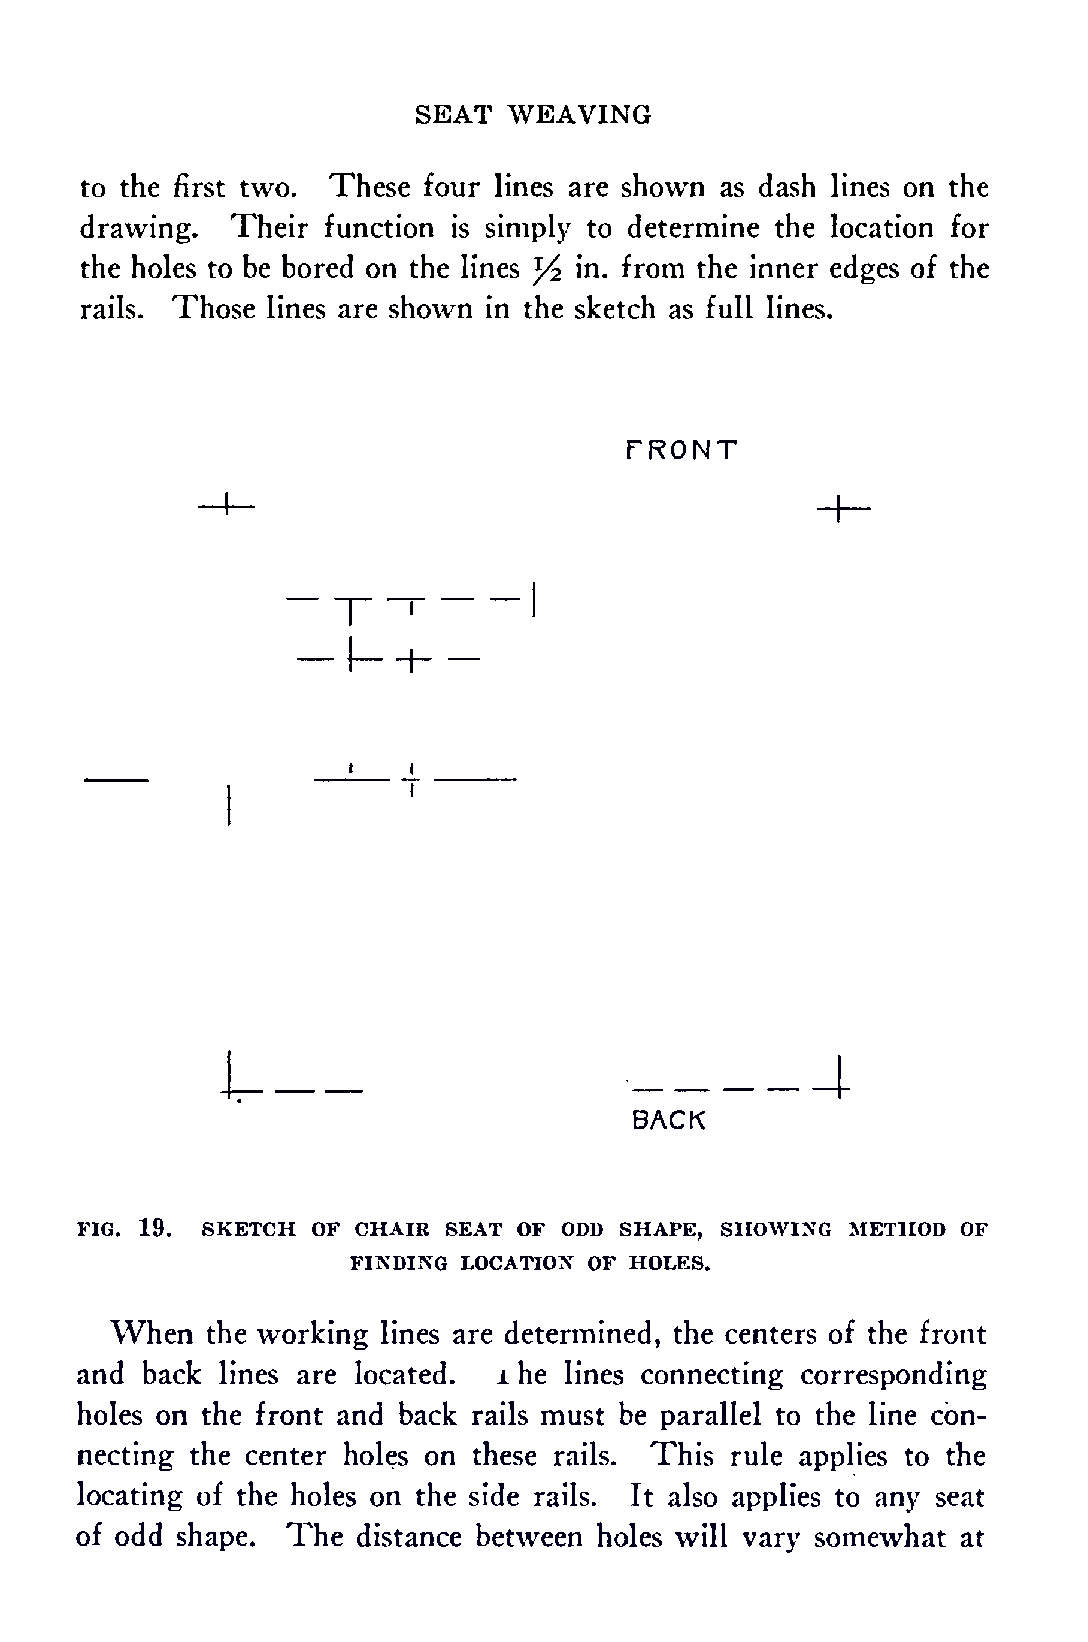 SEAT WEAVING
to the first two. These four lines are shown as dash lines on the
drawing. Their function is simply to determine the location for
the holes to be bored on the lines ½ in. from the inner edges of the
rails. Those lines are shown in the sketch as full lines.
FRONT
BACK
FIG. 19. SKETCH OF CHAIR SEAT OF ODD SHAPE, SHOWING METHOD OF
FINDING LOCATION OF HOLES.
When the working lines are determined, the centers of the front
and back lines are located. The lines connecting corresponding
holes on the front and back rails must be parallel to the line con-
necting the center holes on these rails. This rule applies to the
locating of the holes on the side rails. It also applies to any seat
of odd shape. The distance between holes will vary somewhat at